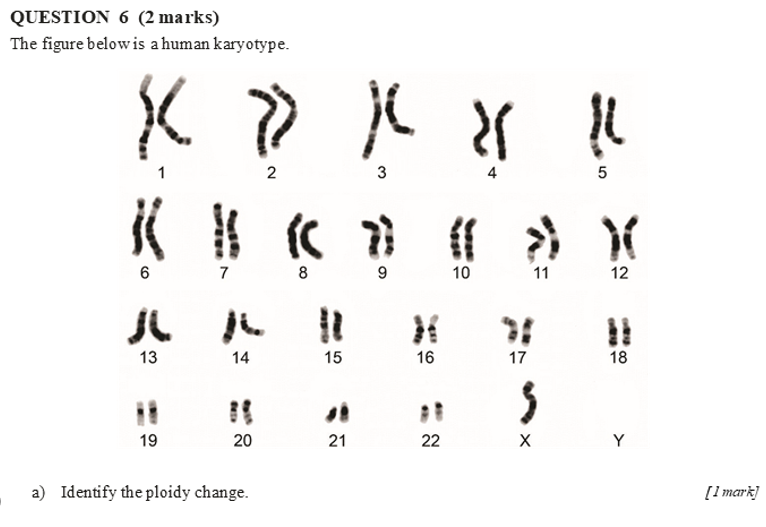 QUESTION 6 (2 marks)
The figure below is a human karyotype.
1 2 3 4 5
6 7 8 9 10 11 12
13 14 15 16 17 18
19 20 21 22 X Y
a) Identify the ploidy change. [1 mark]